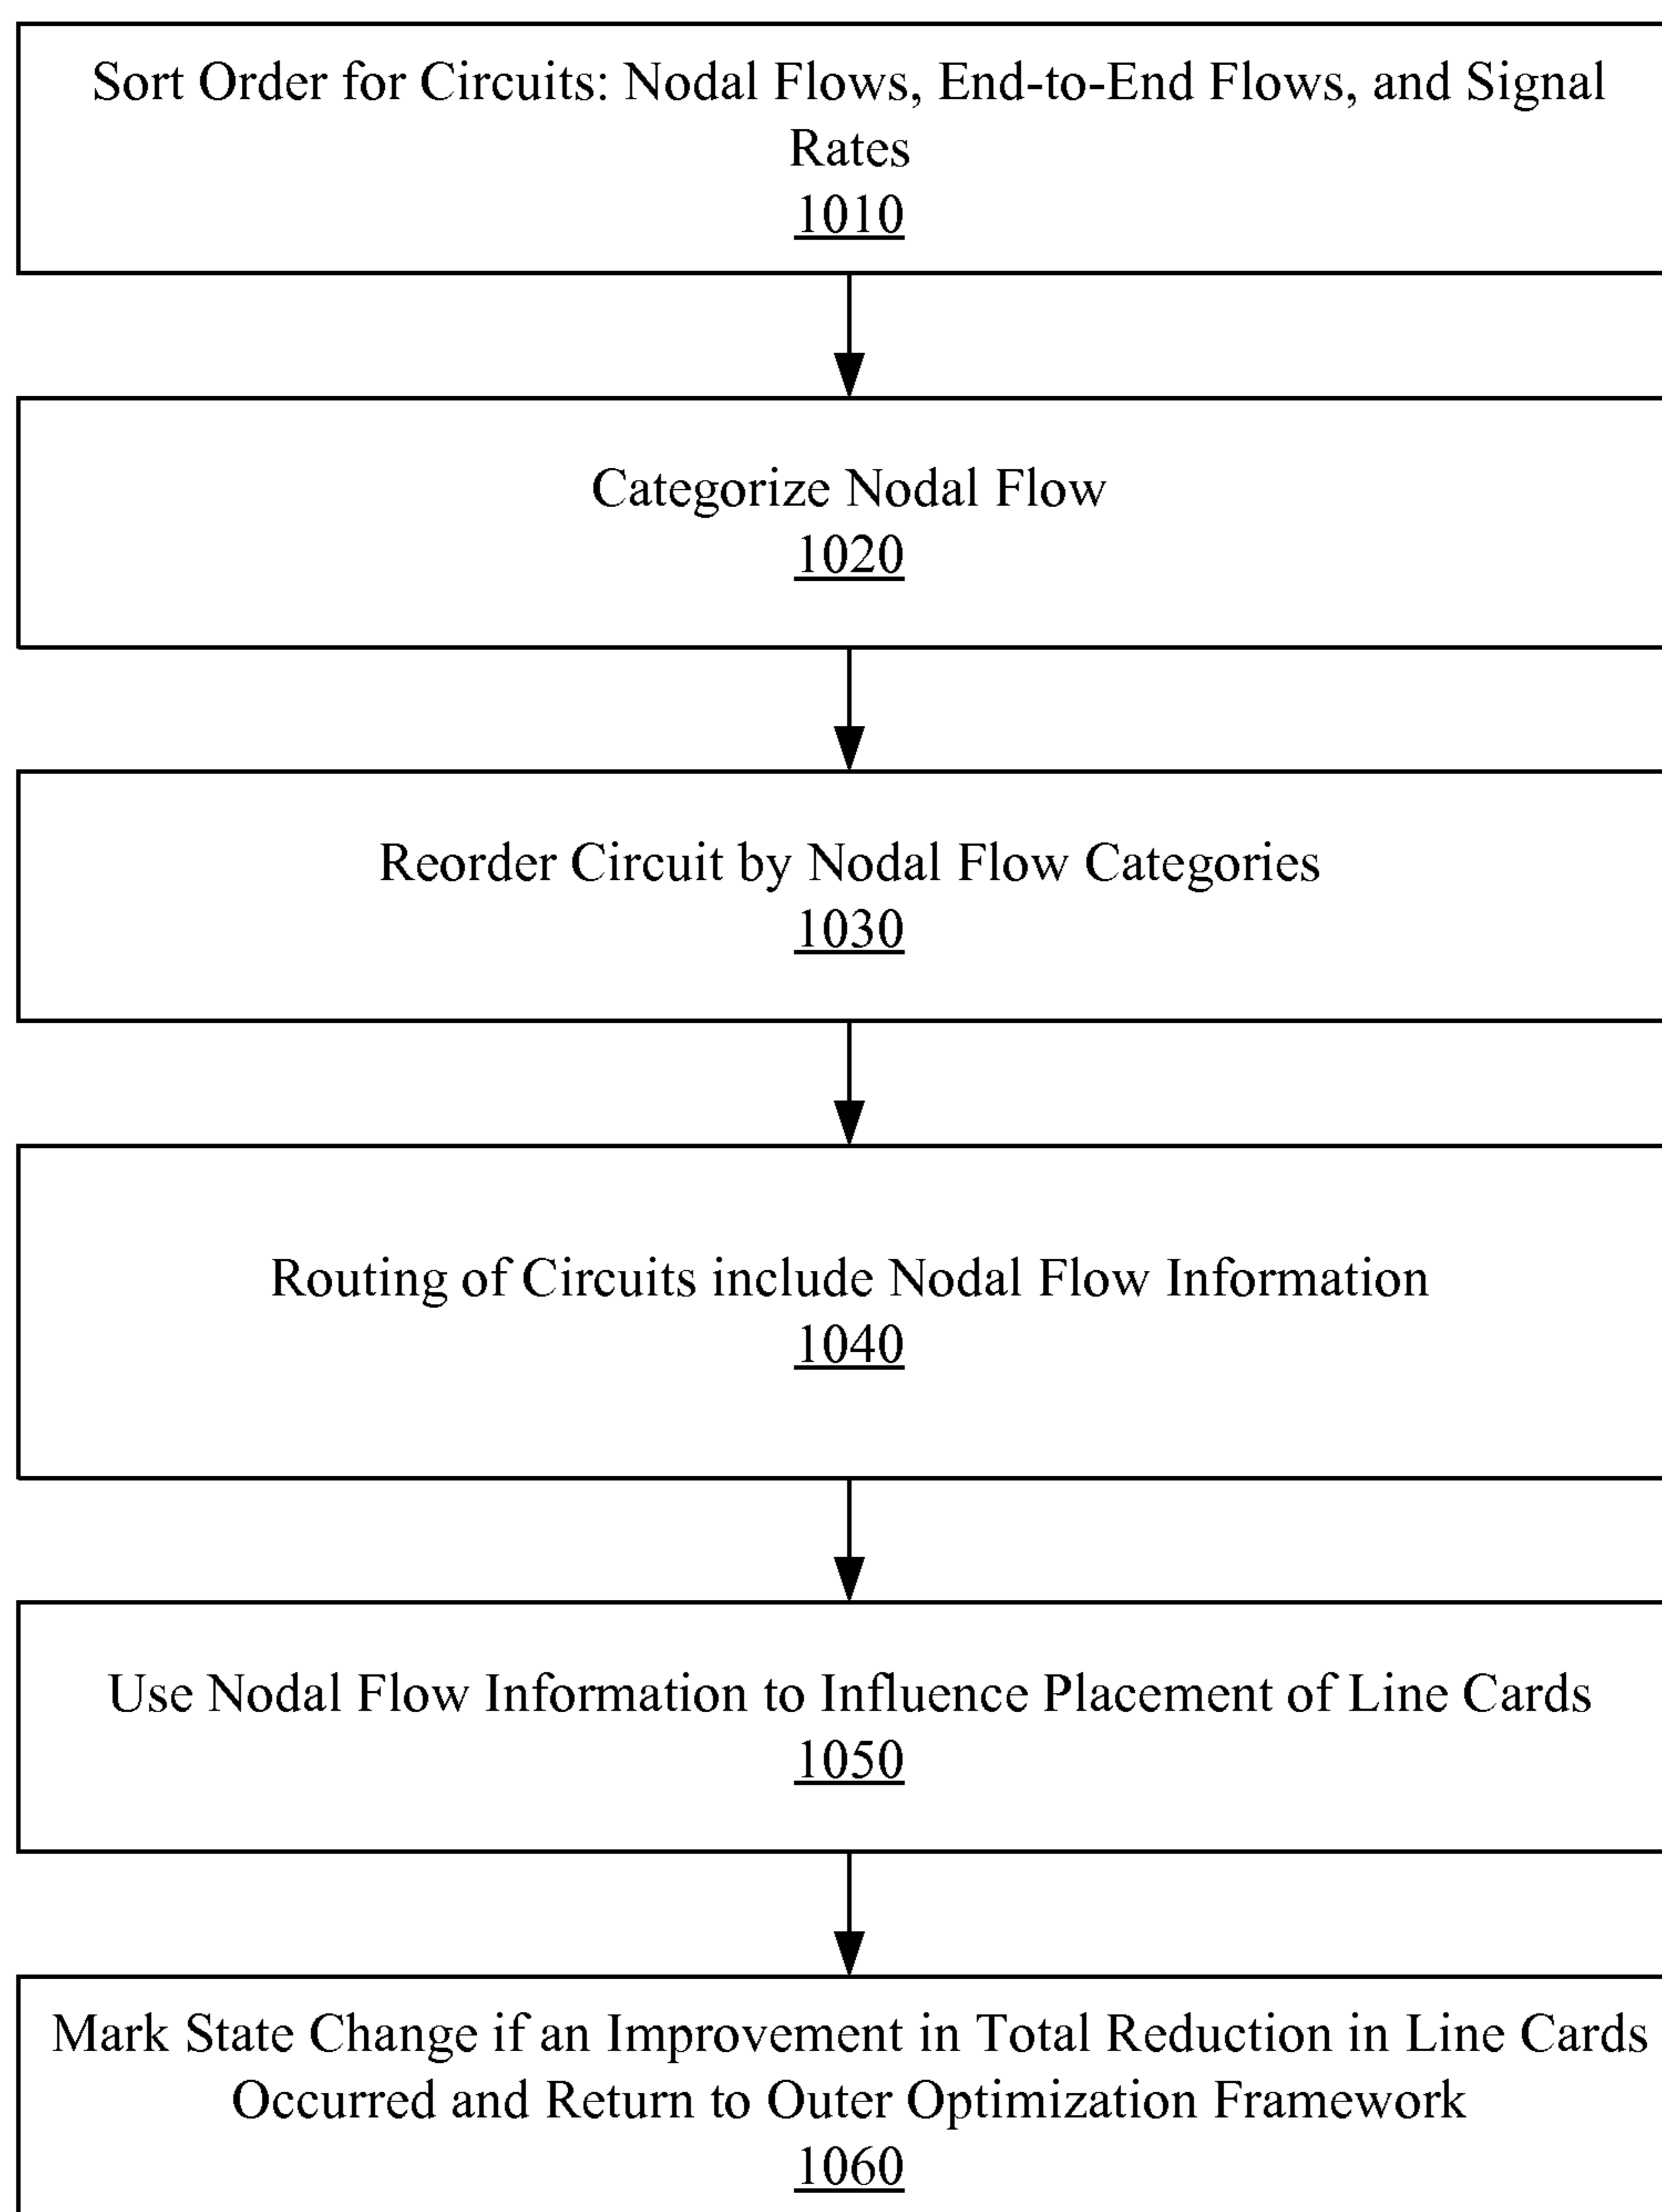 Sort Order for Circuits: Nodal Flows, End-to-End Flows, and Signal
Rates
1010
Categorize Nodal Flow
1020
Reorder Circuit by Nodal Flow Categories
1030
Routing of Circuits include Nodal Flow Information
1040
Use Nodal Flow Information to Influence Placement of Line Cards
1050
Mark State Change if an Improvement in Total Reduction in Line Cards
Occurred and Return to Outer Optimization Framework
1060